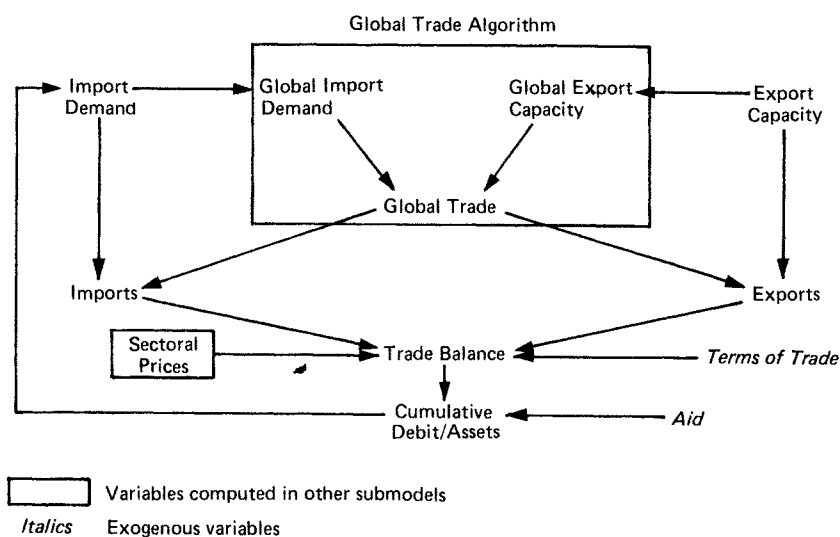 Global Trade Algorithm
Import
Demand
Global Import
Demand
Global Export
Capacity
Export
Capacity
Global Trade
Imports
Exports
Sectoral
Prices
Trade Balance
Terms of Trade
Cumulative
Debit/Assets
Aid
Variables computed in other submodels
Italics Exogenous variables